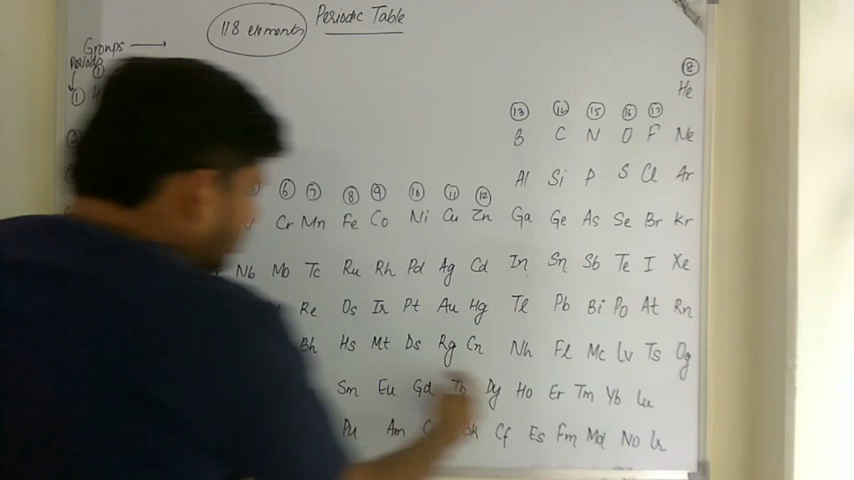 Periodic Table
118 elements
Groups
PERIODS
① ⑱
① H He
⑬ ⑭ ⑮ ⑯ ⑰
② B C N O F Ne
Al Si P S Cl Ar
⑥ ⑦ ⑧ ⑨ ⑩ ⑪ ⑫
Cr Mn Fe Co Ni Cu Zn Ga Ge As Se Br Kr
Nb Mo Tc Ru Rh Pd Ag Cd In Sn Sb Te I Xe
Re Os Ir Pt Au Hg Tl Pb Bi Po At Rn
Bh Hs Mt Ds Rg Cn Nh Fl Mc Lv Ts Og
Sm Eu Gd Tb Dy Ho Er Tm Yb Lu
Pu Am Bk Cf Es Fm Md No Lr